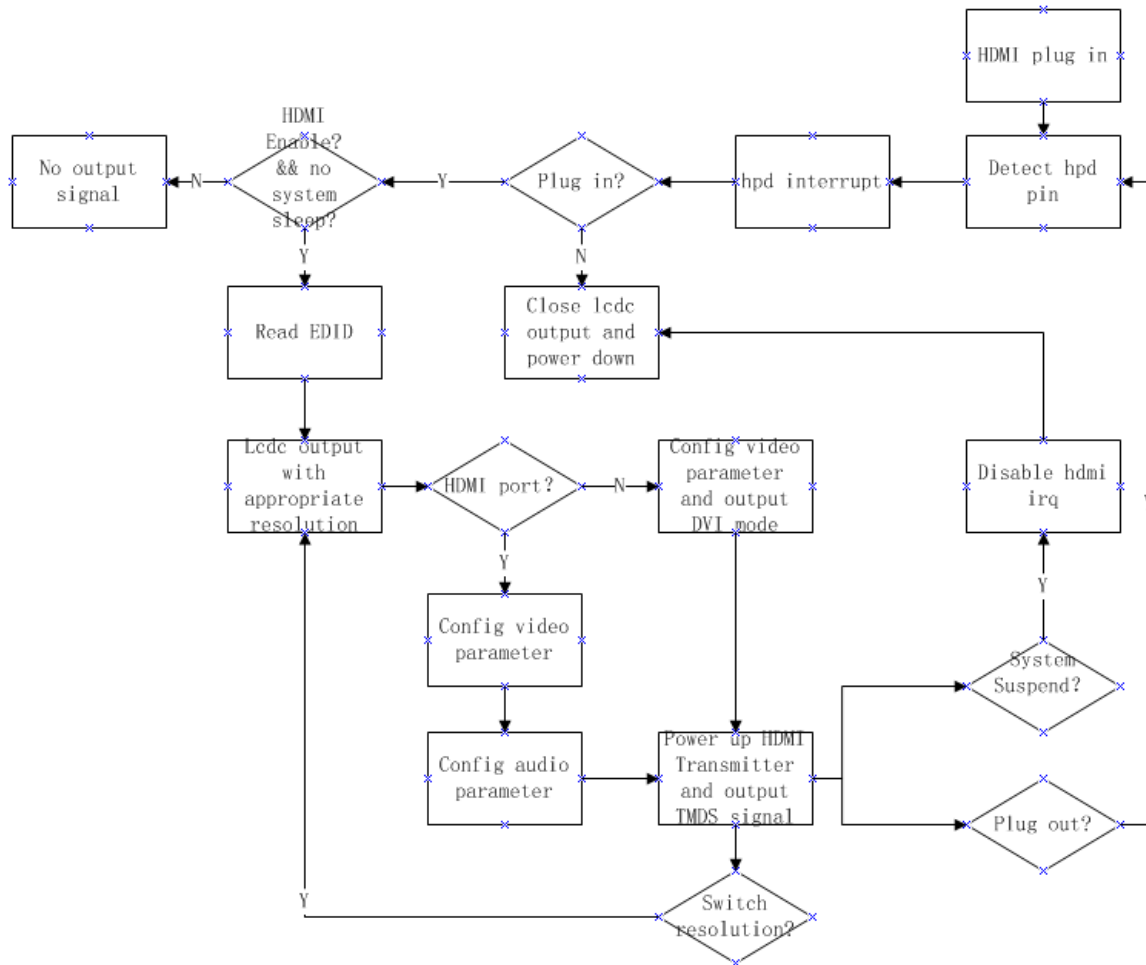 HDMI plug in
HDMI
Enable?
&& no
system
sleep?
No output
signal
N
Y
Plug in?
hpd interrupt
Detect hpd
pin
Y
N
Read EDID
Close lcdc
output and
power down
Lcdc output
with
appropriate
resolution
HDMI port?
N
Config video
parameter
and output
DVI mode
Disable hdmi
irq
Y
Y
Config video
parameter
System
Suspend?
Config audio
parameter
Power up HDMI
Transmitter
and output
TMDS signal
Plug out?
Y
Switch
resolution?